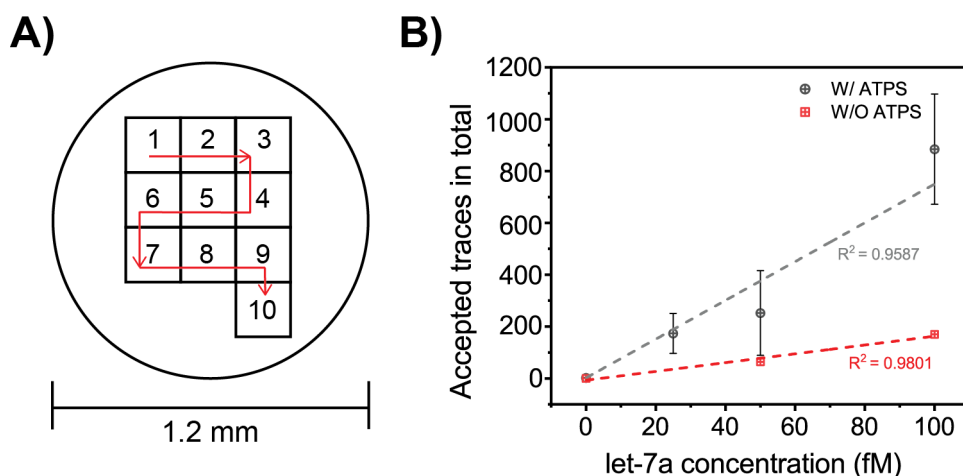 A)
1 2 3
6 5 4
7 8 9
10
1.2 mm
B)
Accepted traces in total
1200
1000
800
600
400
200
0
W/ ATPS
W/O ATPS
R² = 0.9587
R² = 0.9801
0 20 40 60 80 100
let-7a concentration (fM)